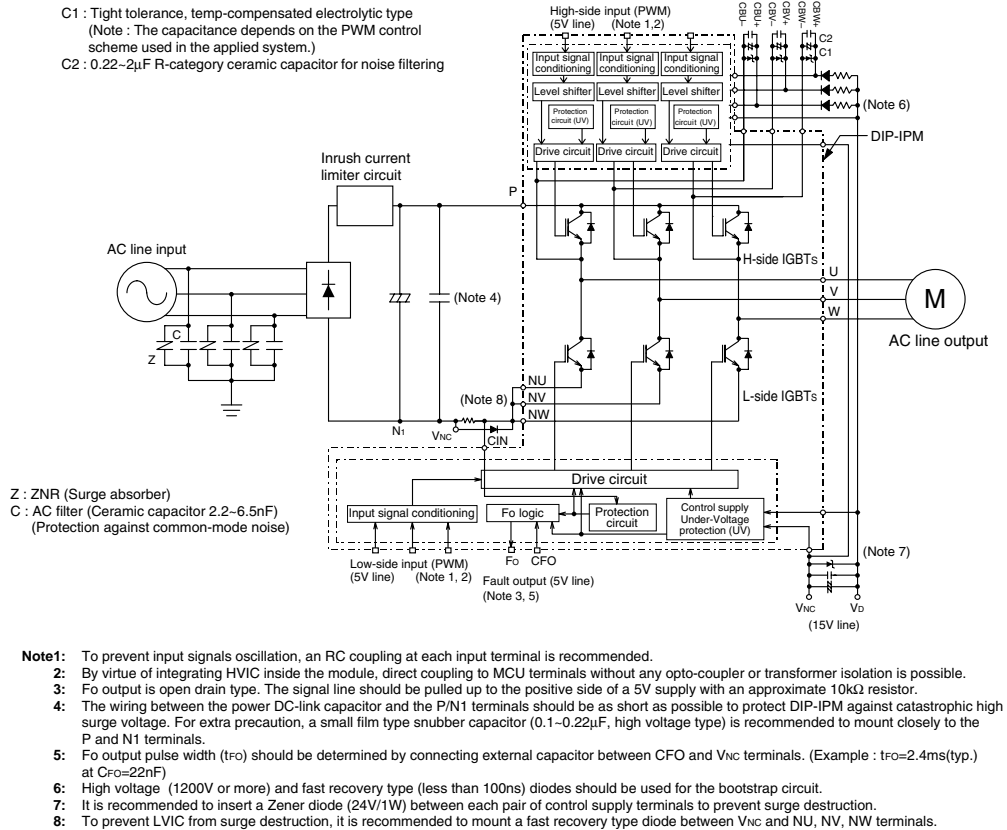 C1 : Tight tolerance, temp-compensated electrolytic type
(Note : The capacitance depends on the PWM control
scheme used in the applied system.)
C2 : 0.22~2μF R-category ceramic capacitor for noise filtering
High-side input (PWM)
(5V line) (Note 1,2)
CBU–
CBU+
CBV–
CBV+
CBW–
CBW+
C2
C1
Input signal conditioning
Input signal conditioning
Input signal conditioning
Level shifter
Level shifter
Level shifter
Protection circuit (UV)
Protection circuit (UV)
Protection circuit (UV)
Drive circuit
Drive circuit
Drive circuit
(Note 6)
DIP-IPM
Inrush current
limiter circuit
P
AC line input
H-side IGBTs
U
V
W
M
AC line output
(Note 4)
C
Z
NU
NV
NW
L-side IGBTs
(Note 8)
N1
VNC
CIN
Z : ZNR (Surge absorber)
C : AC filter (Ceramic capacitor 2.2~6.5nF)
(Protection against common-mode noise)
Drive circuit
Input signal conditioning
Fo logic
Protection
circuit
Control supply
Under-Voltage
protection (UV)
Low-side input (PWM)
(5V line) (Note 1, 2)
FO CFO
Fault output (5V line)
(Note 3, 5)
(Note 7)
VNC VD
(15V line)
Note1: To prevent input signals oscillation, an RC coupling at each input terminal is recommended.
2: By virtue of integrating HVIC inside the module, direct coupling to MCU terminals without any opto-coupler or transformer isolation is possible.
3: Fo output is open drain type. The signal line should be pulled up to the positive side of a 5V supply with an approximate 10kΩ resistor.
4: The wiring between the power DC-link capacitor and the P/N1 terminals should be as short as possible to protect DIP-IPM against catastrophic high
surge voltage. For extra precaution, a small film type snubber capacitor (0.1~0.22μF, high voltage type) is recommended to mount closely to the
P and N1 terminals.
5: Fo output pulse width (tFO) should be determined by connecting external capacitor between CFO and VNC terminals. (Example : tFO=2.4ms(typ.)
at CFO=22nF)
6: High voltage (1200V or more) and fast recovery type (less than 100ns) diodes should be used for the bootstrap circuit.
7: It is recommended to insert a Zener diode (24V/1W) between each pair of control supply terminals to prevent surge destruction.
8: To prevent LVIC from surge destruction, it is recommended to mount a fast recovery type diode between VNC and NU, NV, NW terminals.